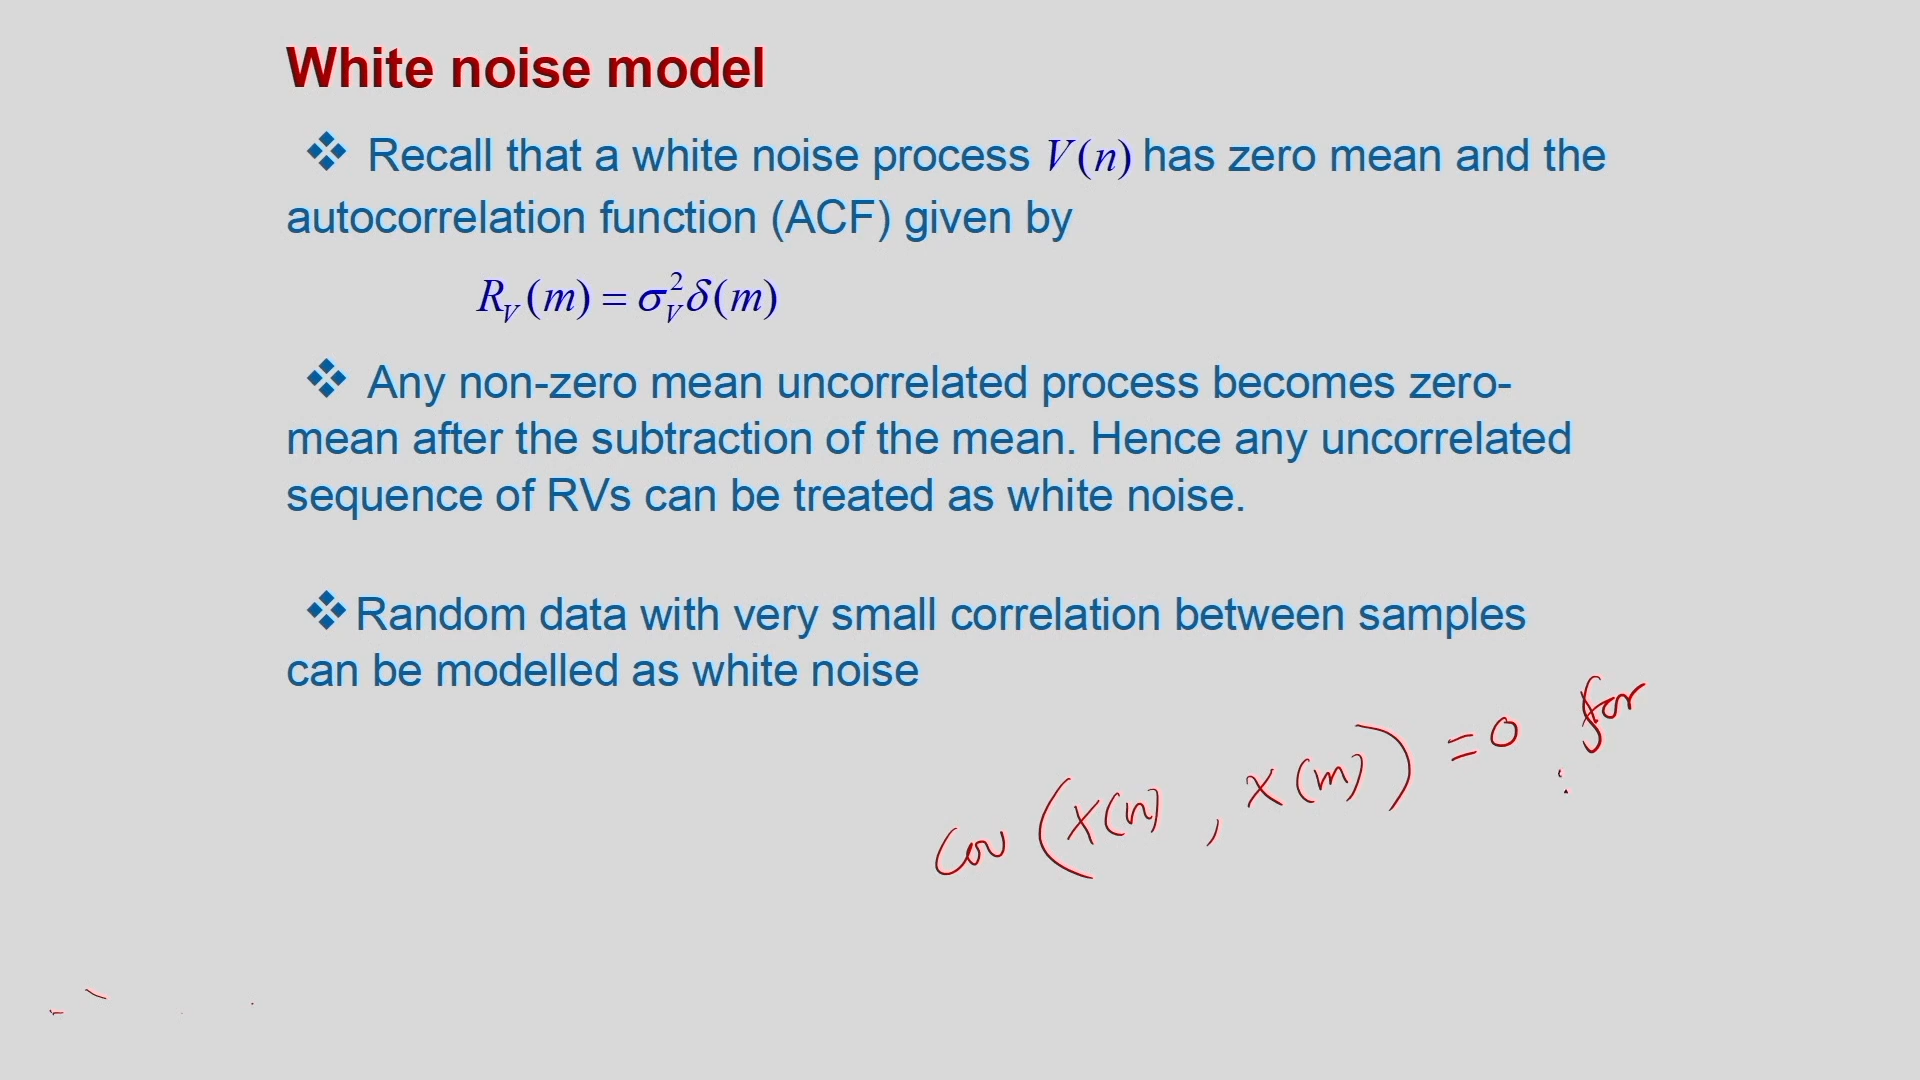 White noise model
❖ Recall that a white noise process V(n) has zero mean and the
autocorrelation function (ACF) given by
R_V(m) = σ_V^2 δ(m)
❖ Any non-zero mean uncorrelated process becomes zero-
mean after the subtraction of the mean. Hence any uncorrelated
sequence of RVs can be treated as white noise.
❖ Random data with very small correlation between samples
can be modelled as white noise
Cov (X(n), X(m)) = 0 for